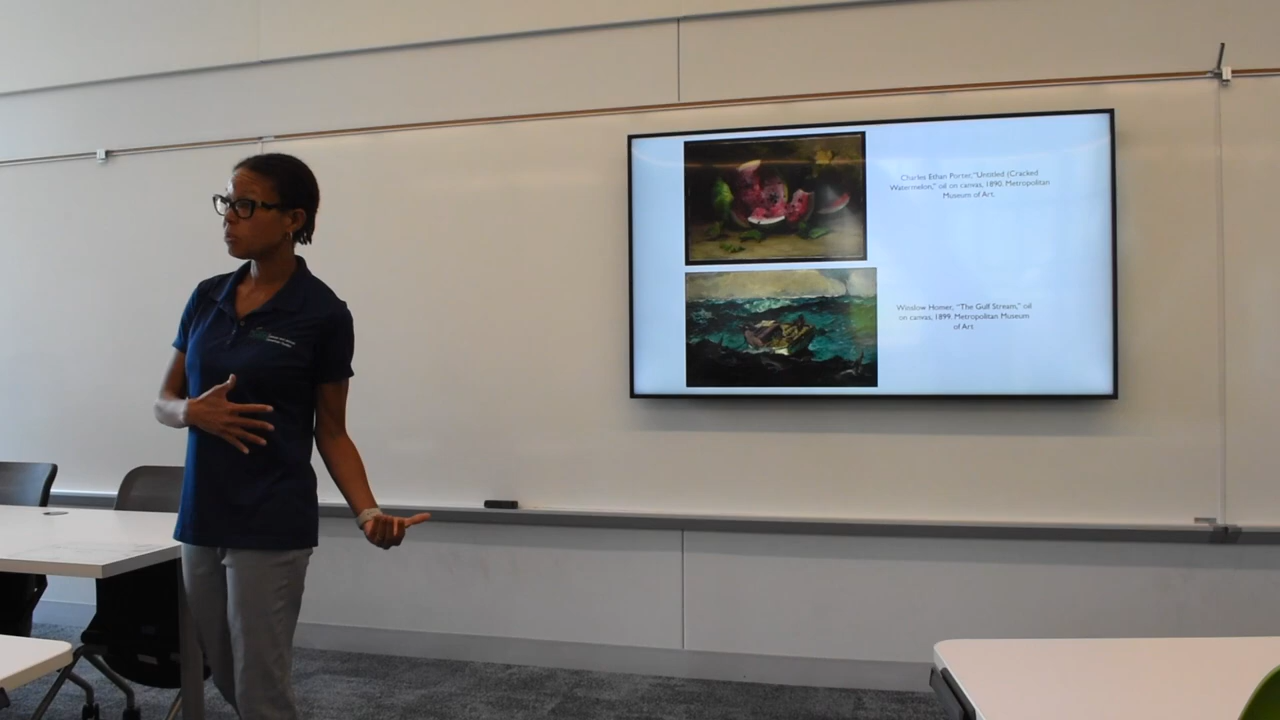 Charles Ethan Porter, "Untitled (Cracked
Watermelon," oil on canvas, 1890. Metropolitan
Museum of Art.
Winslow Homer, "The Gulf Stream," oil
on canvas, 1899. Metropolitan Museum
of Art